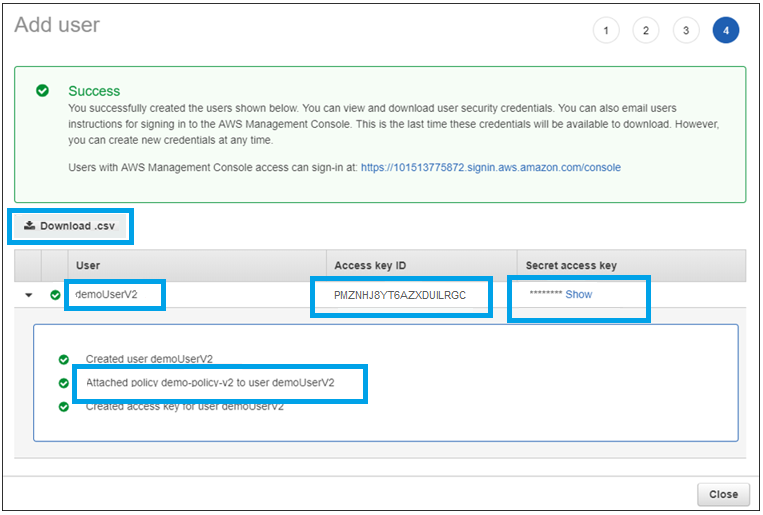 Add user
1 2 3 4
Success
You successfully created the users shown below. You can view and download user security credentials. You can also email users
instructions for signing in to the AWS Management Console. This is the last time these credentials will be available to download. However,
you can create new credentials at any time.
Users with AWS Management Console access can sign-in at: https://101513775872.signin.aws.amazon.com/console
Download .csv
User Access key ID Secret access key
demoUserV2 PMZNHJ8YT6AZXDUILRGC ******** Show
Created user demoUserV2
Attached policy demo-policy-v2 to user demoUserV2
Created access key for user demoUserV2
Close